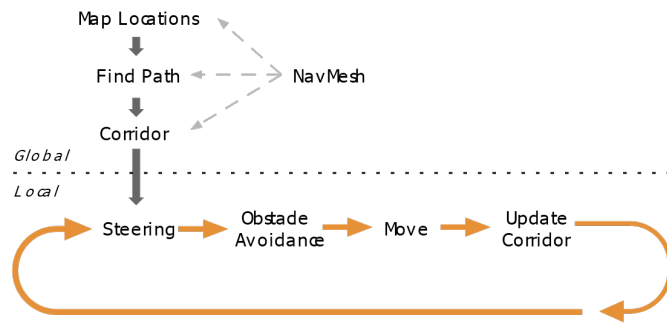 Map Locations
Find Path
NavMesh
Corridor
Global
Local
Steering
Obstacle
Avoidance
Move
Update
Corridor